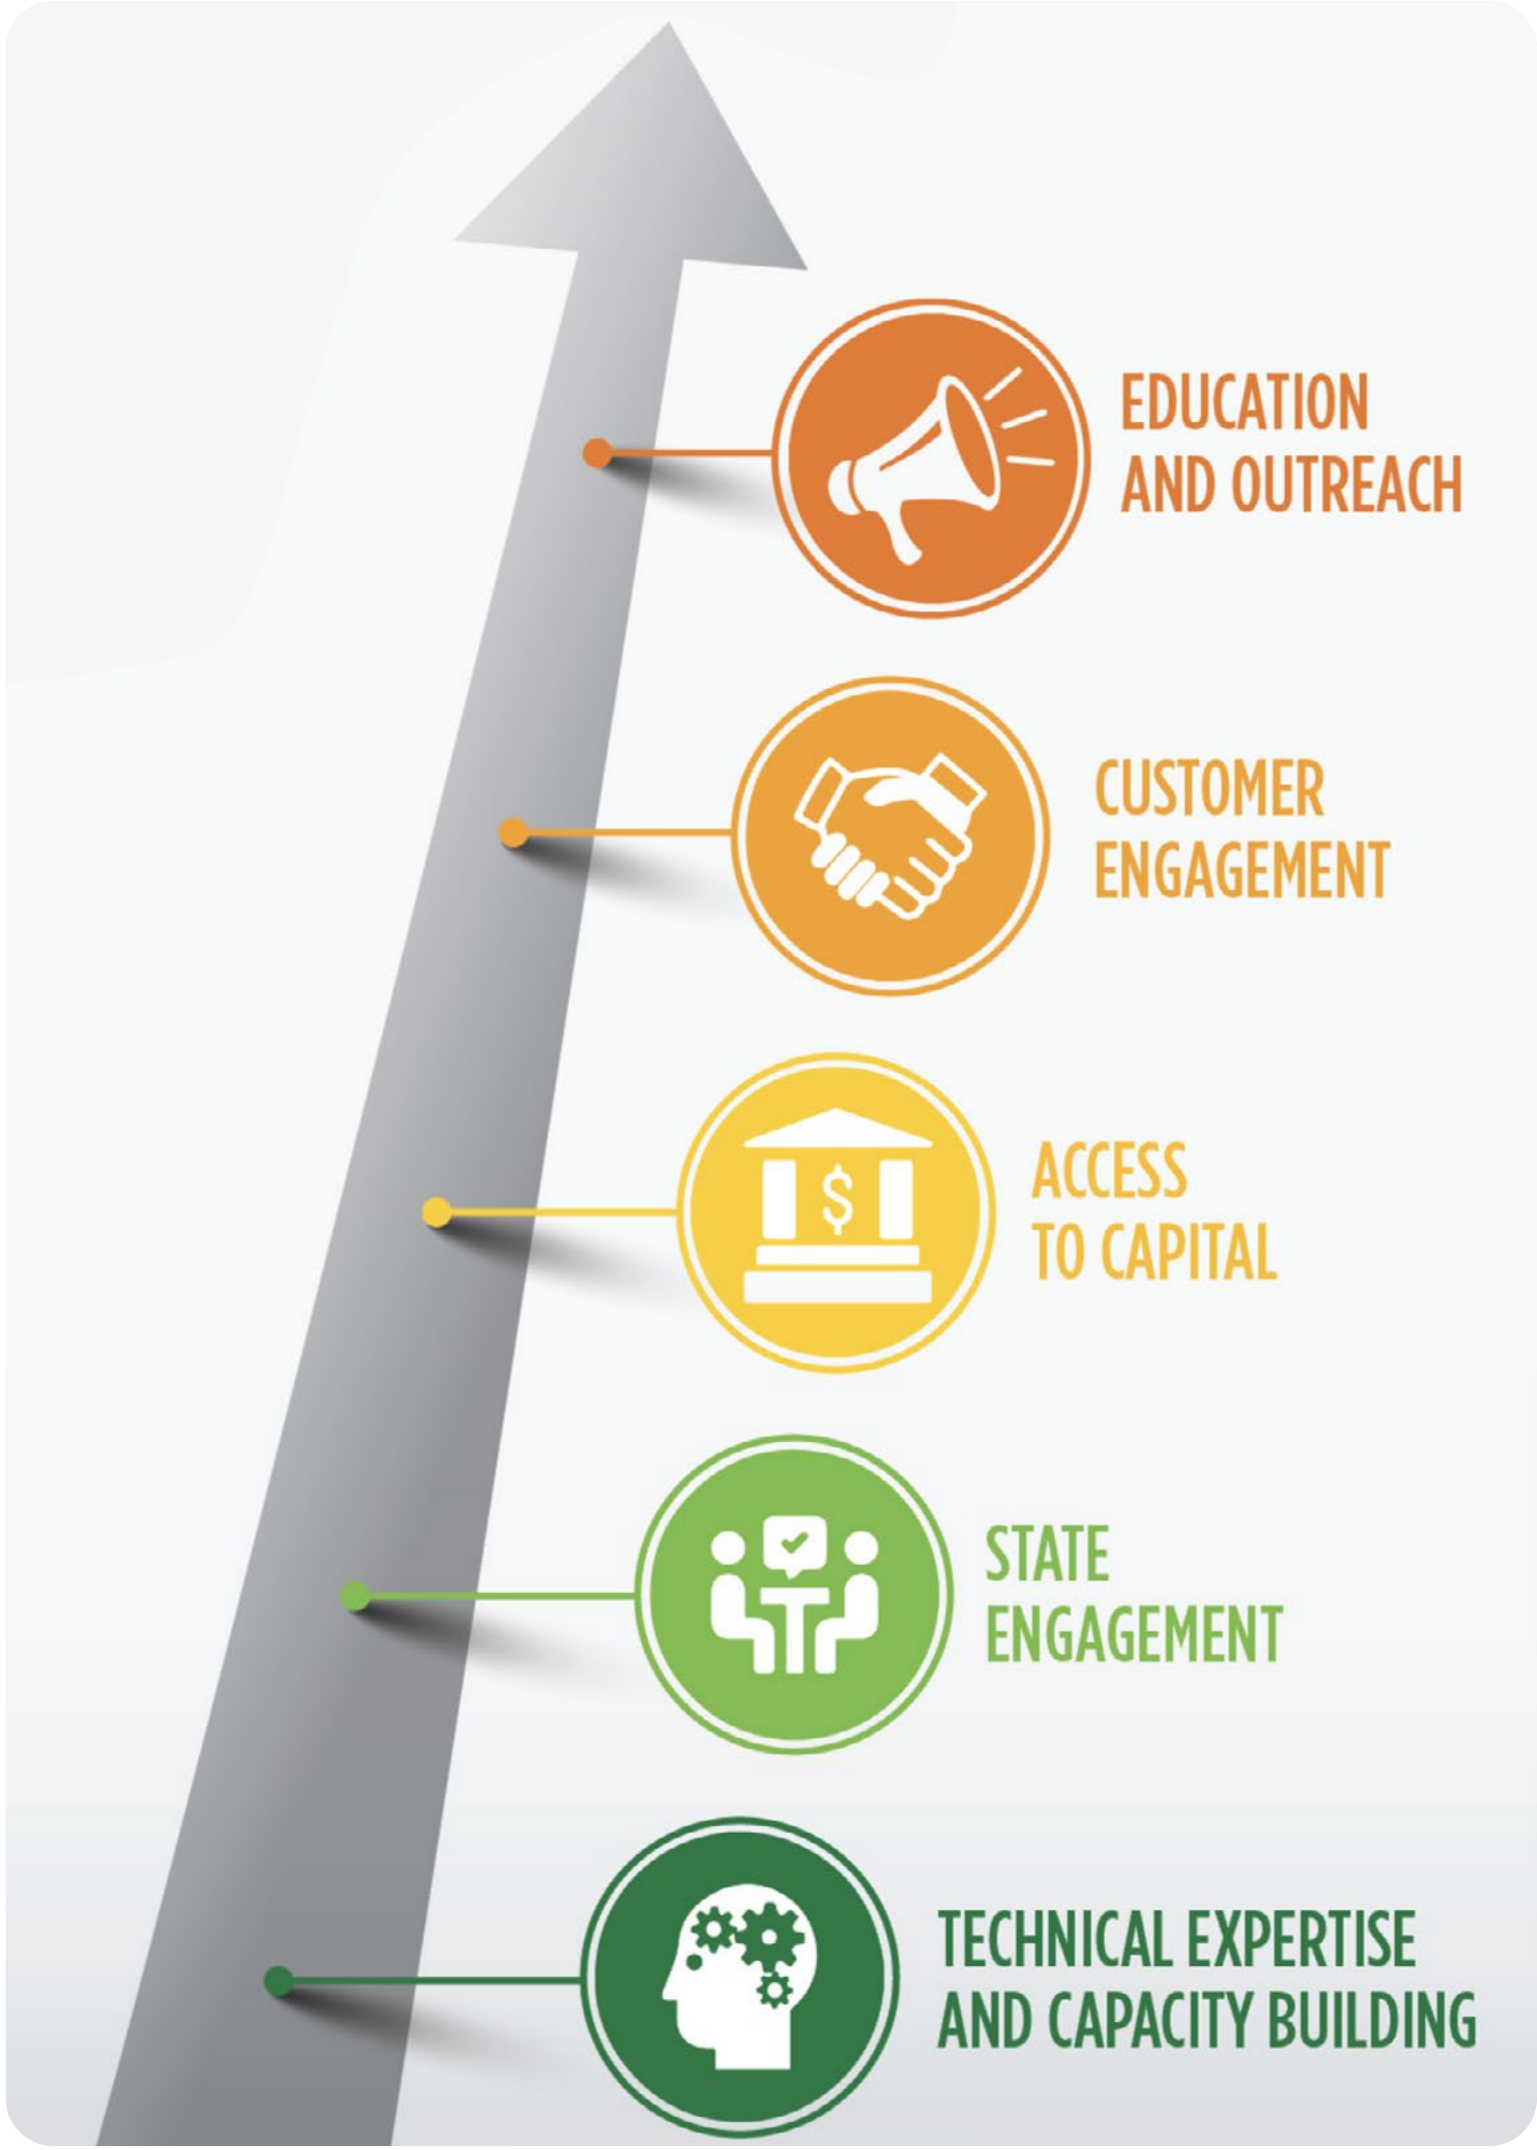 EDUCATION
AND OUTREACH
CUSTOMER
ENGAGEMENT
ACCESS
$
TO CAPITAL
STATE
ENGAGEMENT
TECHNICAL EXPERTISE
AND CAPACITY BUILDING